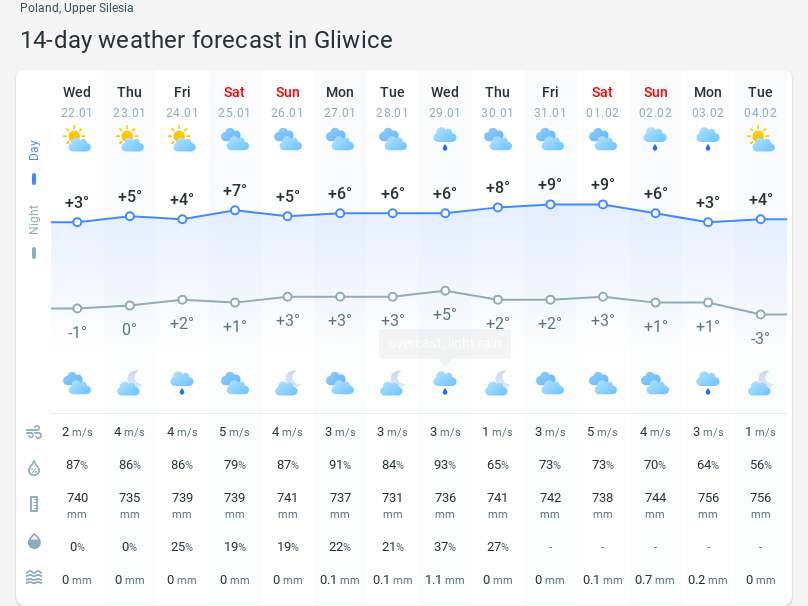 Poland, Upper Silesia
14-day weather forecast in Gliwice
Wed Thu Fri Sat Sun Mon Tue Wed Thu Fri Sat Sun Mon Tue
22.01 23.01 24.01 25.01 26.01 27.01 28.01 29.01 30.01 31.01 01.02 02.02 03.02 04.02
Day
+3° +5° +4° +7° +5° +6° +6° +6° +8° +9° +9° +6° +3° +4°
Night
-1° 0° +2° +1° +3° +3° +3° +5° +2° +2° +3° +1° +1° -3°
overcast, light rain
2 m/s 4 m/s 4 m/s 5 m/s 4 m/s 3 m/s 3 m/s 3 m/s 1 m/s 3 m/s 5 m/s 4 m/s 3 m/s 1 m/s
87% 86% 86% 79% 87% 91% 84% 93% 65% 73% 73% 70% 64% 56%
740 735 739 739 741 737 731 736 741 742 738 744 756 756
mm mm mm mm mm mm mm mm mm mm mm mm mm mm
0% 0% 25% 19% 19% 22% 21% 37% 27% - - - - -
0 mm 0 mm 0 mm 0 mm 0 mm 0.1 mm 0.1 mm 1.1 mm 0 mm 0 mm 0.1 mm 0.7 mm 0.2 mm 0 mm